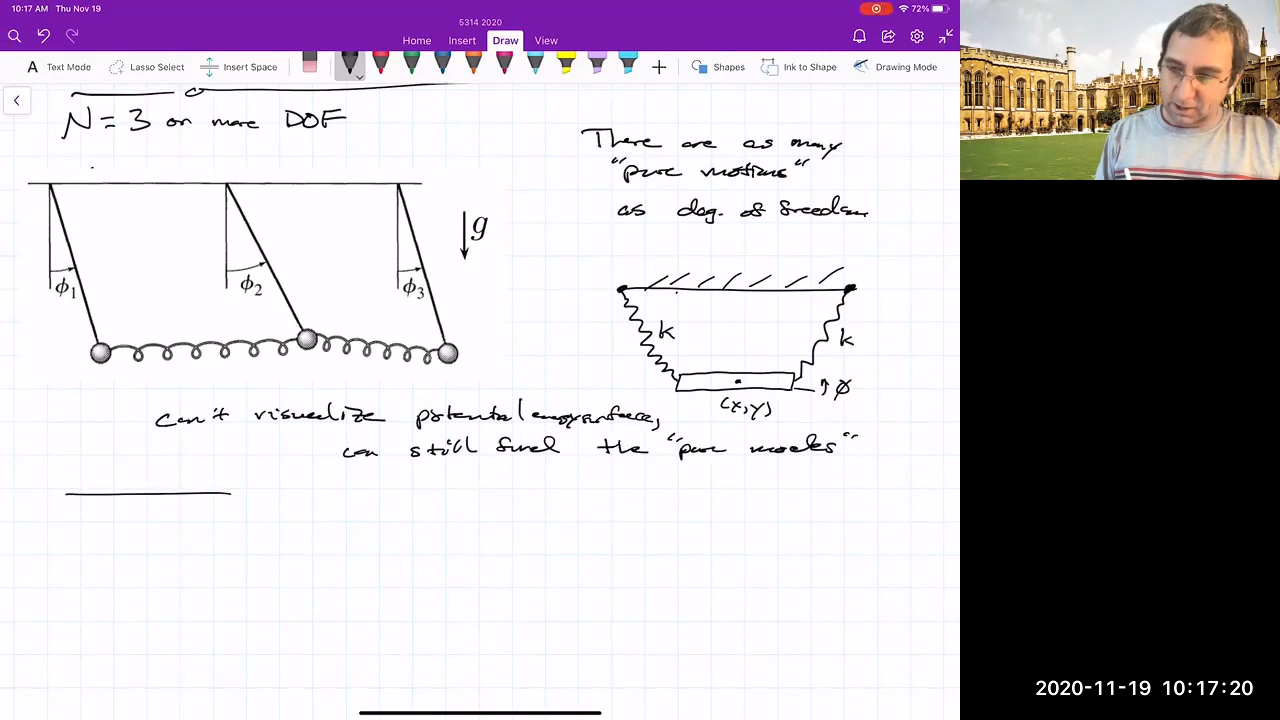 10:17 AM Thu Nov 19
72%
5314 2020
Home Insert Draw View
A Text Mode Lasso Select Insert Space Shapes Ink to Shape Drawing Mode
N = 3 or more DOF
There are as many
"pure motions"
as deg. of freedom
g
ϕ1 ϕ2 ϕ3
k k
ϕ
(x,y)
can't visualize potential energy surface,
can still find the "pure modes"
2020-11-19 10:17:20